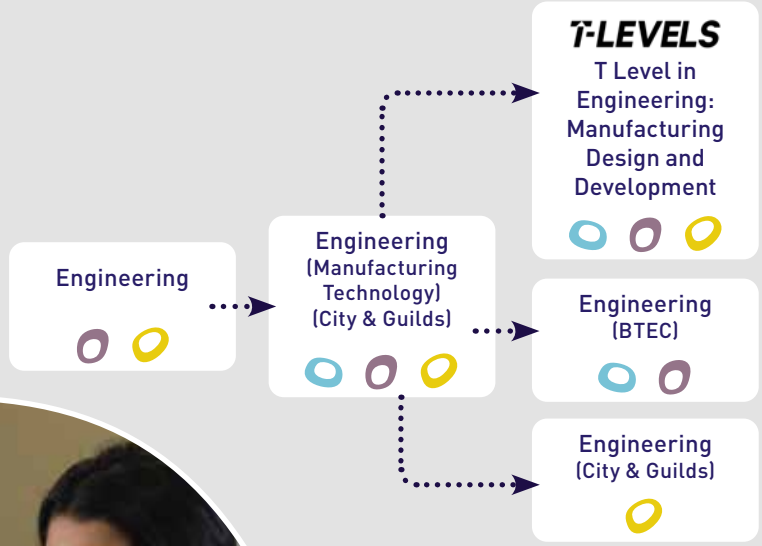 Engineering
Engineering
(Manufacturing
Technology)
(City & Guilds)
T-LEVELS
T Level in
Engineering:
Manufacturing
Design and
Development
Engineering
(BTEC)
Engineering
(City & Guilds)